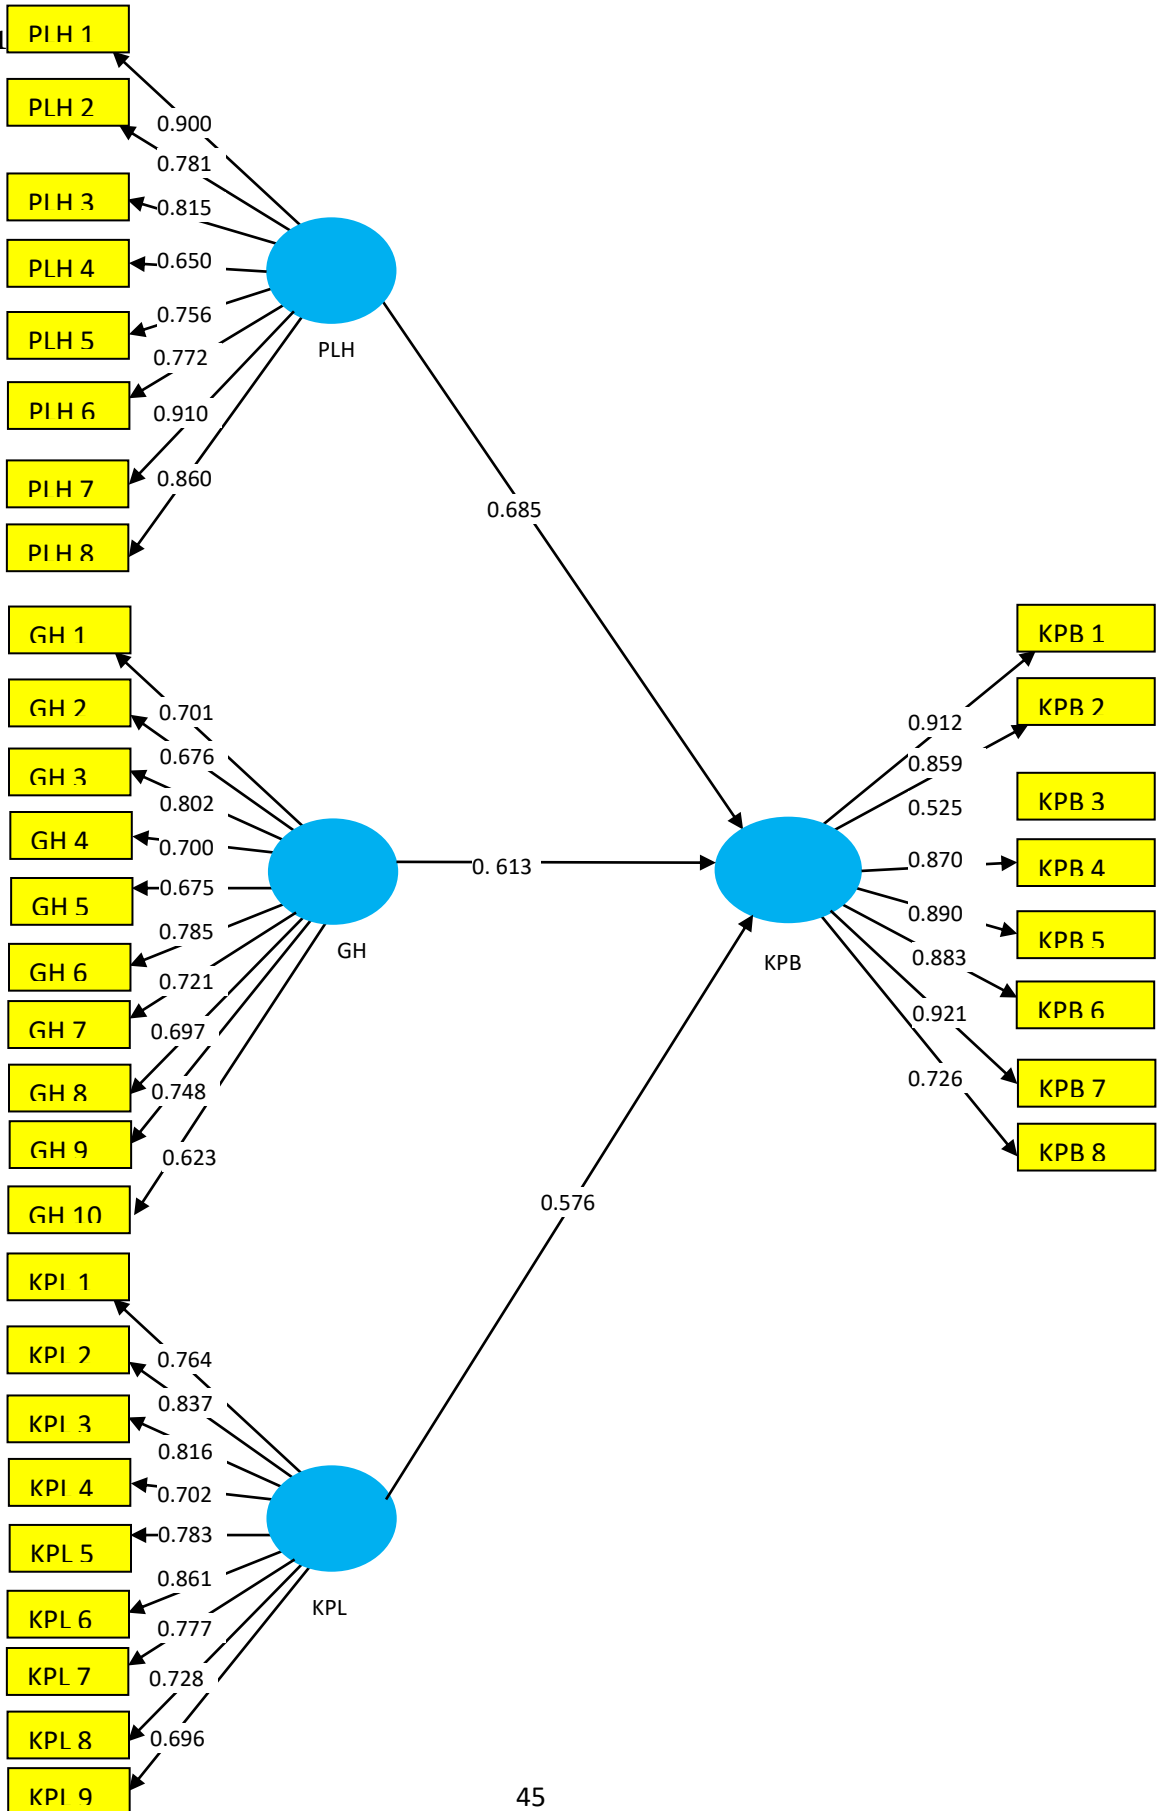 PLH 1
PLH 2
PLH 3
PLH 4
PLH 5
PLH 6
PLH 7
PLH 8
0.900
0.781
0.815
0.650
0.756
0.772
0.910
0.860
PLH
0.685
GH 1
GH 2
GH 3
GH 4
GH 5
GH 6
GH 7
GH 8
GH 9
GH 10
0.701
0.676
0.802
0.700
0.675
0.785
0.721
0.697
0.748
0.623
GH
0. 613
KPB
0.912
0.859
0.525
0.870
0.890
0.883
0.921
0.726
KPB 1
KPB 2
KPB 3
KPB 4
KPB 5
KPB 6
KPB 7
KPB 8
0.576
KPL 1
KPL 2
KPL 3
KPL 4
KPL 5
KPL 6
KPL 7
KPL 8
KPL 9
0.764
0.837
0.816
0.702
0.783
0.861
0.777
0.728
0.696
KPL
45